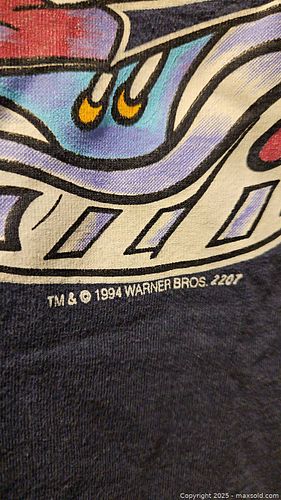 TM & © 1994 WARNER BROS. 2207
Copyright © 2025 - maxsold.com